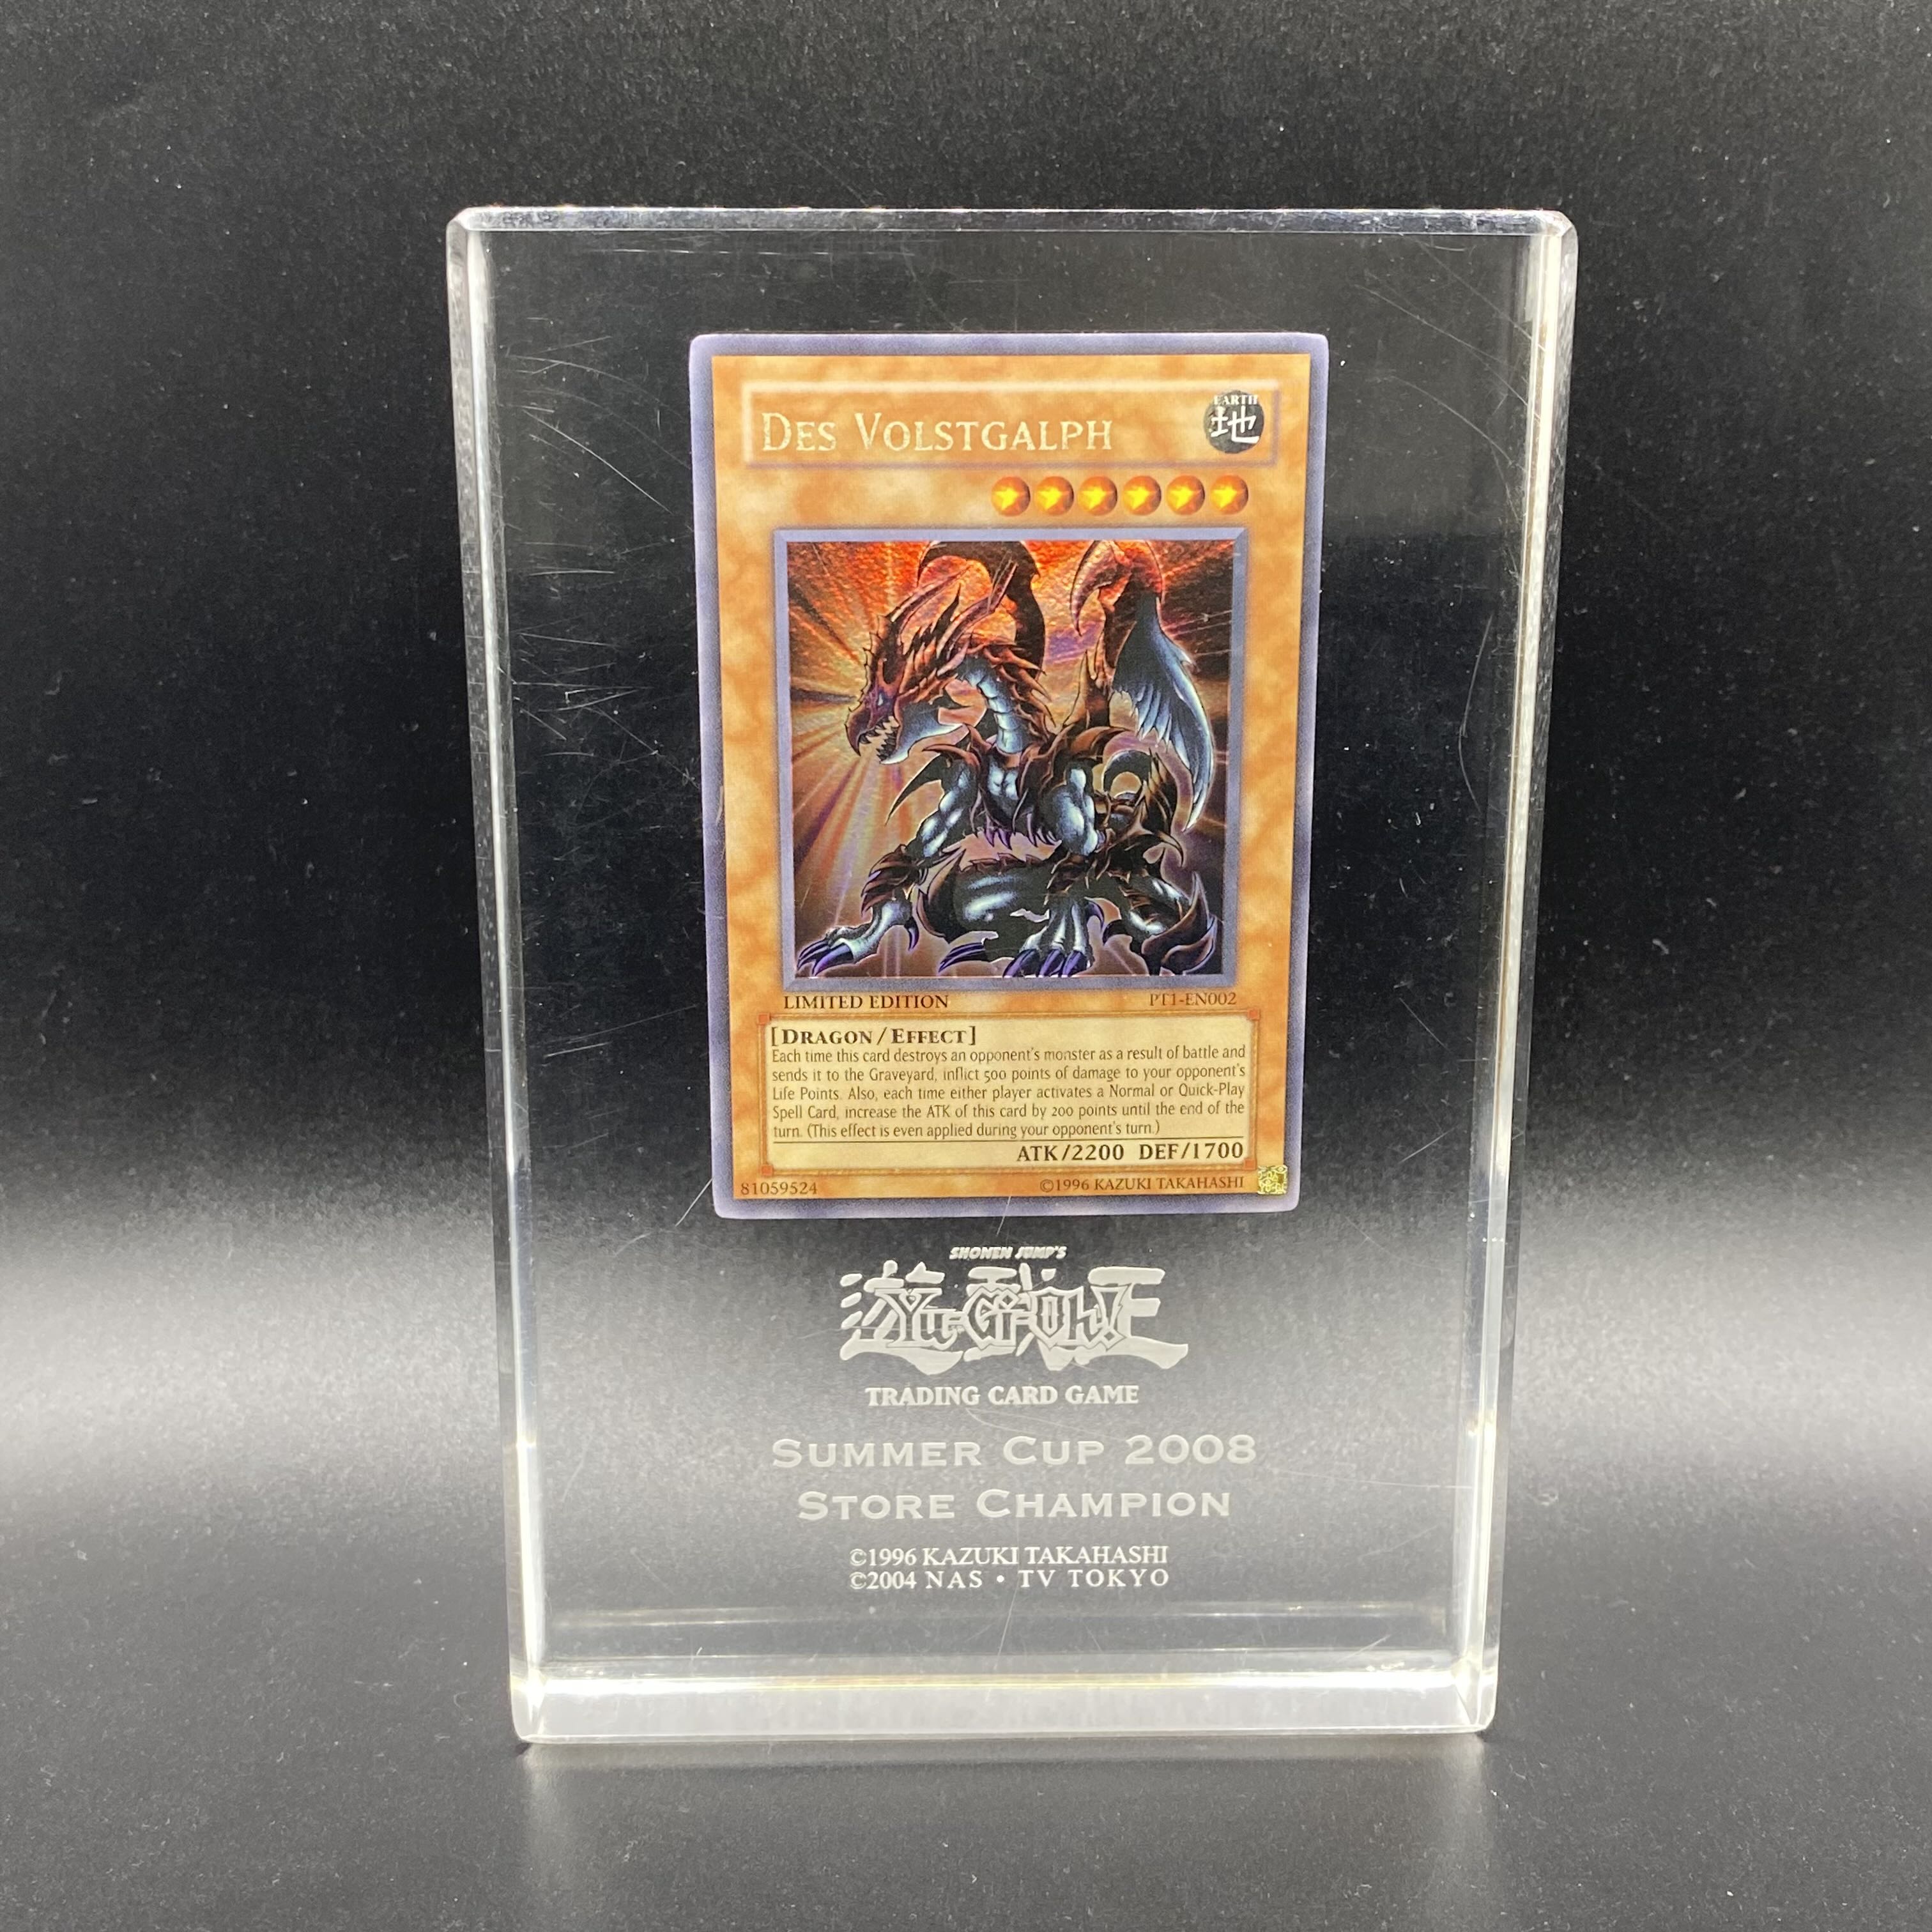 DES VOLSTGALPH
EARTH
地
LIMITED EDITION PT1-EN002
[DRAGON/EFFECT]
Each time this card destroys an opponent's monster as a result of battle and
sends it to the Graveyard, inflict 500 points of damage to your opponent's
Life Points. Also, each time either player activates a Normal or Quick-Play
Spell Card, increase the ATK of this card by 200 points until the end of the
turn. (This effect is even applied during your opponent's turn.)
ATK/2200 DEF/1700
81059524 ©1996 KAZUKI TAKAHASHI
SHONEN JUMP'S
遊戯王
Yu-Gi-Oh!
TRADING CARD GAME
SUMMER CUP 2008
STORE CHAMPION
©1996 KAZUKI TAKAHASHI
©2004 NAS • TV TOKYO